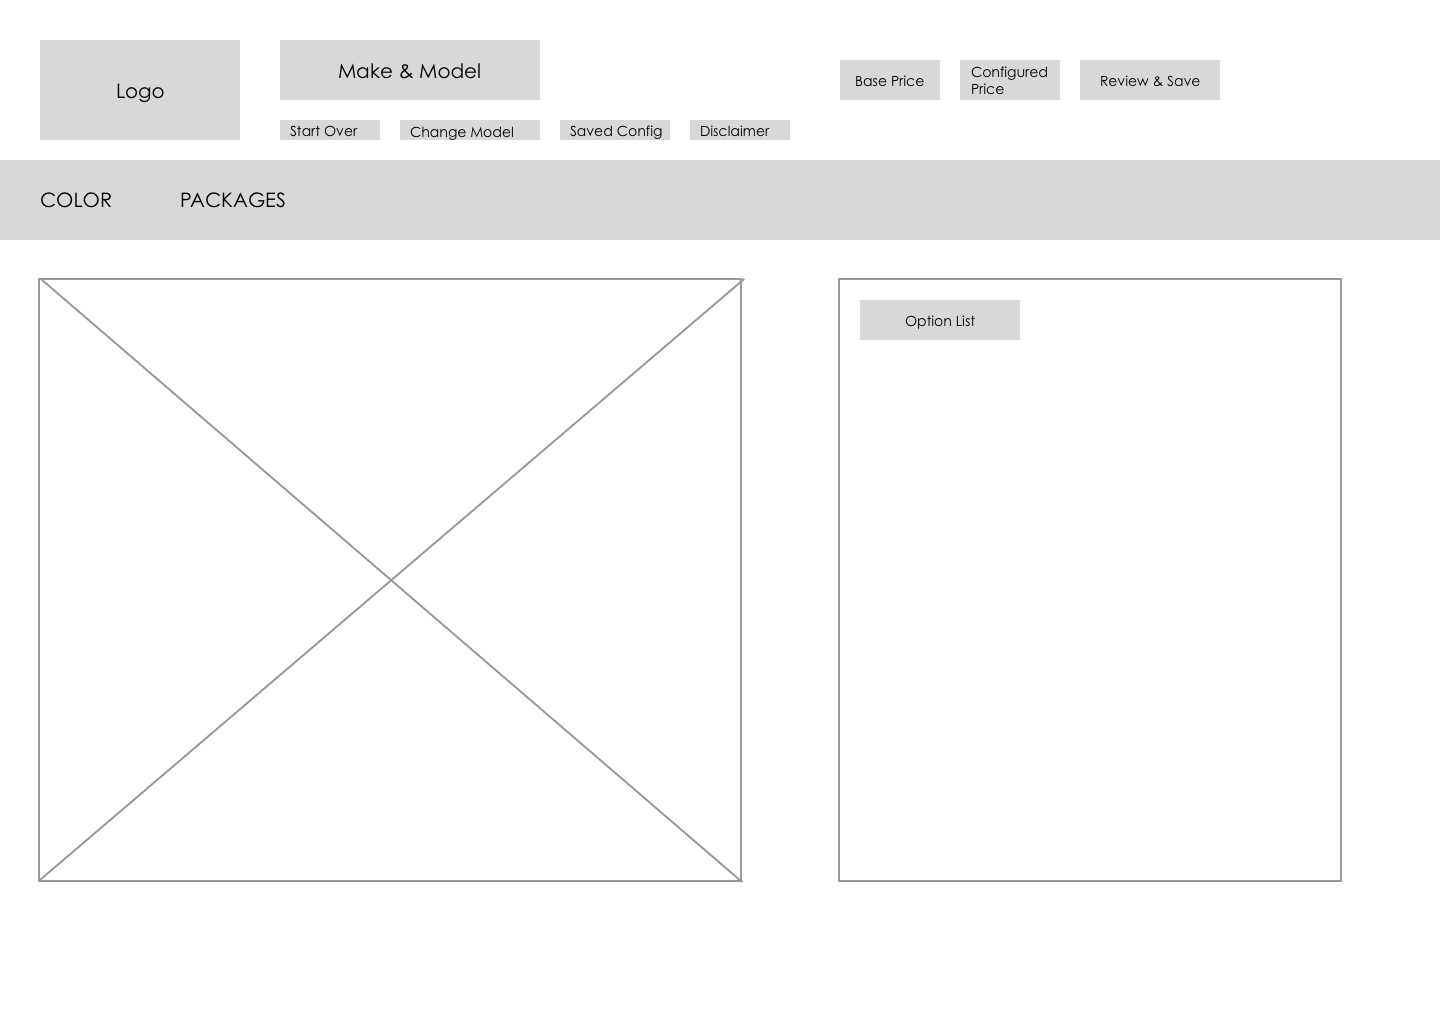 Logo
Make & Model
Base Price
Configured
Price
Review & Save
Start Over
Change Model
Saved Config
Disclaimer
COLOR
PACKAGES
Option List